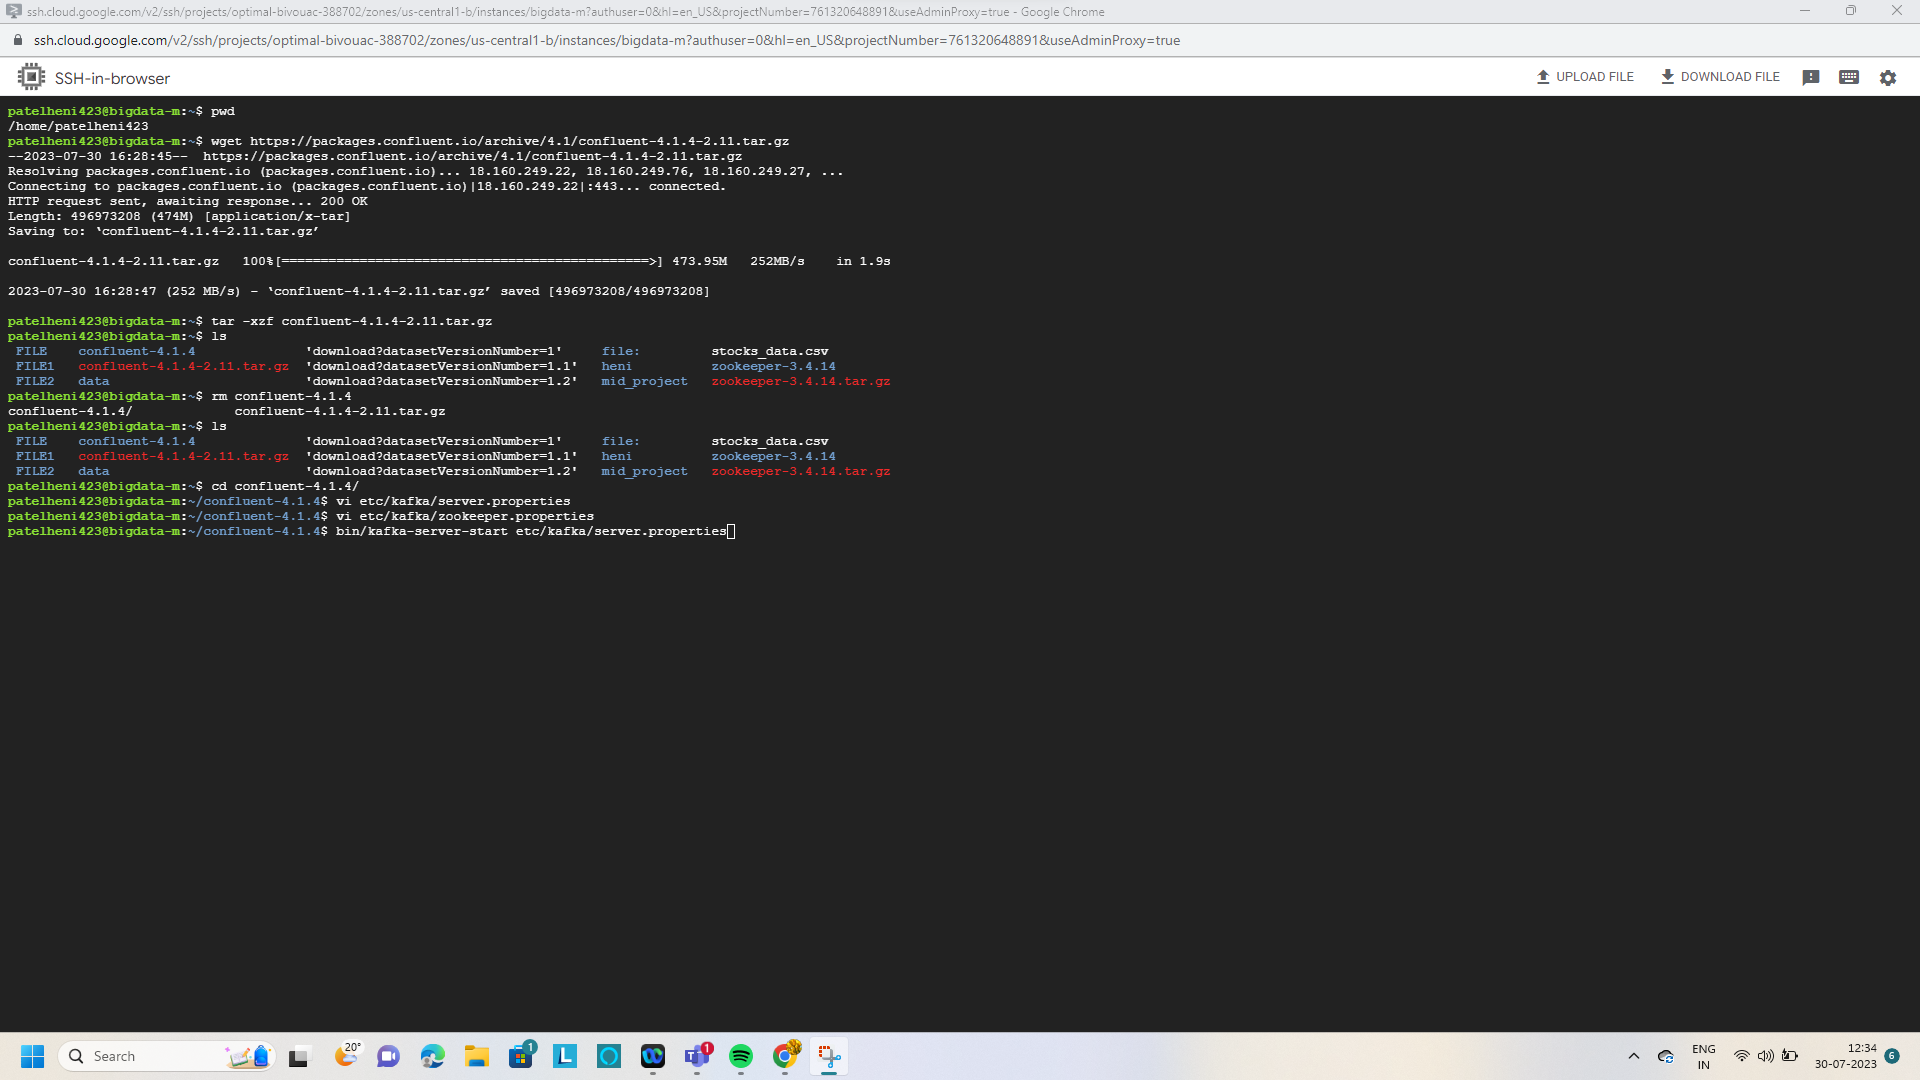 ssh.cloud.google.com/v2/ssh/projects/optimal-bivouac-388702/zones/us-central1-b/instances/bigdata-m?authuser=0&hl=en_US&projectNumber=761320648891&useAdminProxy=true - Google Chrome
ssh.cloud.google.com/v2/ssh/projects/optimal-bivouac-388702/zones/us-central1-b/instances/bigdata-m?authuser=0&hl=en_US&projectNumber=761320648891&useAdminProxy=true
SSH-in-browser UPLOAD FILE DOWNLOAD FILE
patelheni423@bigdata-m:~$ pwd
/home/patelheni423
patelheni423@bigdata-m:~$ wget https://packages.confluent.io/archive/4.1/confluent-4.1.4-2.11.tar.gz
--2023-07-30 16:28:45--  https://packages.confluent.io/archive/4.1/confluent-4.1.4-2.11.tar.gz
Resolving packages.confluent.io (packages.confluent.io)... 18.160.249.22, 18.160.249.76, 18.160.249.27, ...
Connecting to packages.confluent.io (packages.confluent.io)|18.160.249.22|:443... connected.
HTTP request sent, awaiting response... 200 OK
Length: 496973208 (474M) [application/x-tar]
Saving to: ‘confluent-4.1.4-2.11.tar.gz’
confluent-4.1.4-2.11.tar.gz   100%[===============================================>] 473.95M   252MB/s    in 1.9s
2023-07-30 16:28:47 (252 MB/s) - ‘confluent-4.1.4-2.11.tar.gz’ saved [496973208/496973208]
patelheni423@bigdata-m:~$ tar -xzf confluent-4.1.4-2.11.tar.gz
patelheni423@bigdata-m:~$ ls
FILE    confluent-4.1.4    'download?datasetVersionNumber=1'    file:    stocks_data.csv
FILE1   confluent-4.1.4-2.11.tar.gz   'download?datasetVersionNumber=1.1'   heni   zookeeper-3.4.14
FILE2   data   'download?datasetVersionNumber=1.2'   mid_project   zookeeper-3.4.14.tar.gz
patelheni423@bigdata-m:~$ rm confluent-4.1.4
confluent-4.1.4/             confluent-4.1.4-2.11.tar.gz
patelheni423@bigdata-m:~$ ls
FILE    confluent-4.1.4    'download?datasetVersionNumber=1'    file:    stocks_data.csv
FILE1   confluent-4.1.4-2.11.tar.gz   'download?datasetVersionNumber=1.1'   heni   zookeeper-3.4.14
FILE2   data   'download?datasetVersionNumber=1.2'   mid_project   zookeeper-3.4.14.tar.gz
patelheni423@bigdata-m:~$ cd confluent-4.1.4/
patelheni423@bigdata-m:~/confluent-4.1.4$ vi etc/kafka/server.properties
patelheni423@bigdata-m:~/confluent-4.1.4$ vi etc/kafka/zookeeper.properties
patelheni423@bigdata-m:~/confluent-4.1.4$ bin/kafka-server-start etc/kafka/server.properties
Search 20° 1 L 1 ENG 12:34 6
IN 30-07-2023